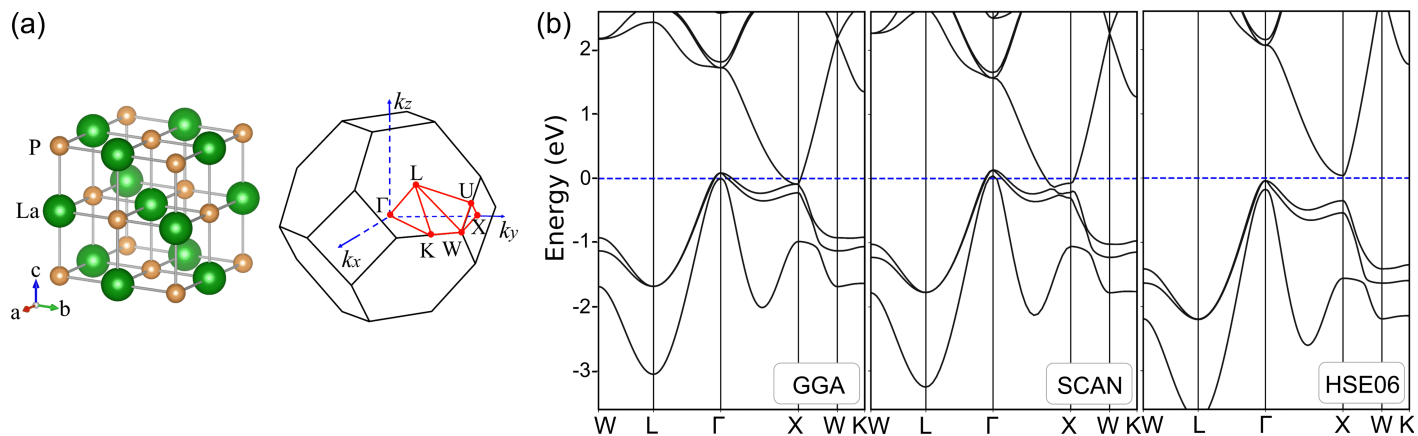 (a)
P
La
c
a
b
kz
L
U
Γ
X
ky
kx
K
W
(b)
Energy (eV)
2
1
0
-1
-2
-3
GGA
SCAN
HSE06
W L Γ X W K
W L Γ X W K
W L Γ X W K